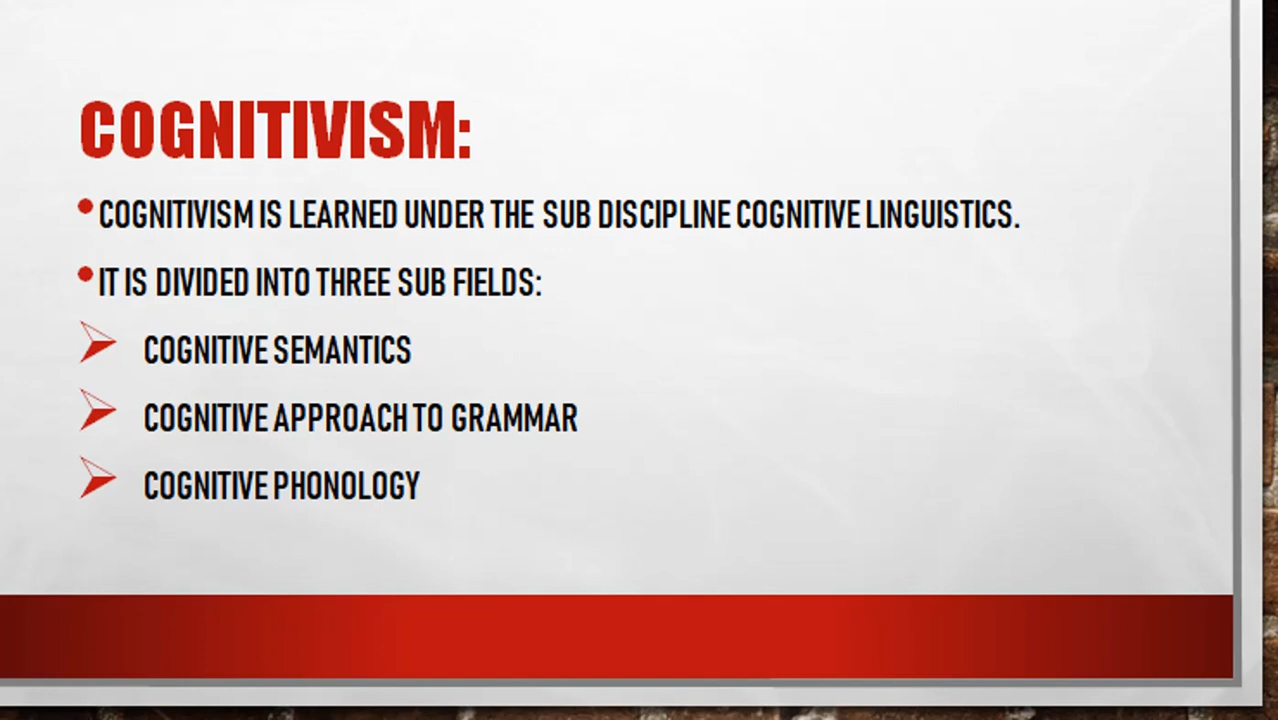 COGNITIVISM:
•COGNITIVISM IS LEARNED UNDER THE SUB DISCIPLINE COGNITIVE LINGUISTICS.
•IT IS DIVIDED INTO THREE SUB FIELDS:
➢ COGNITIVE SEMANTICS
➢ COGNITIVE APPROACH TO GRAMMAR
➢ COGNITIVE PHONOLOGY